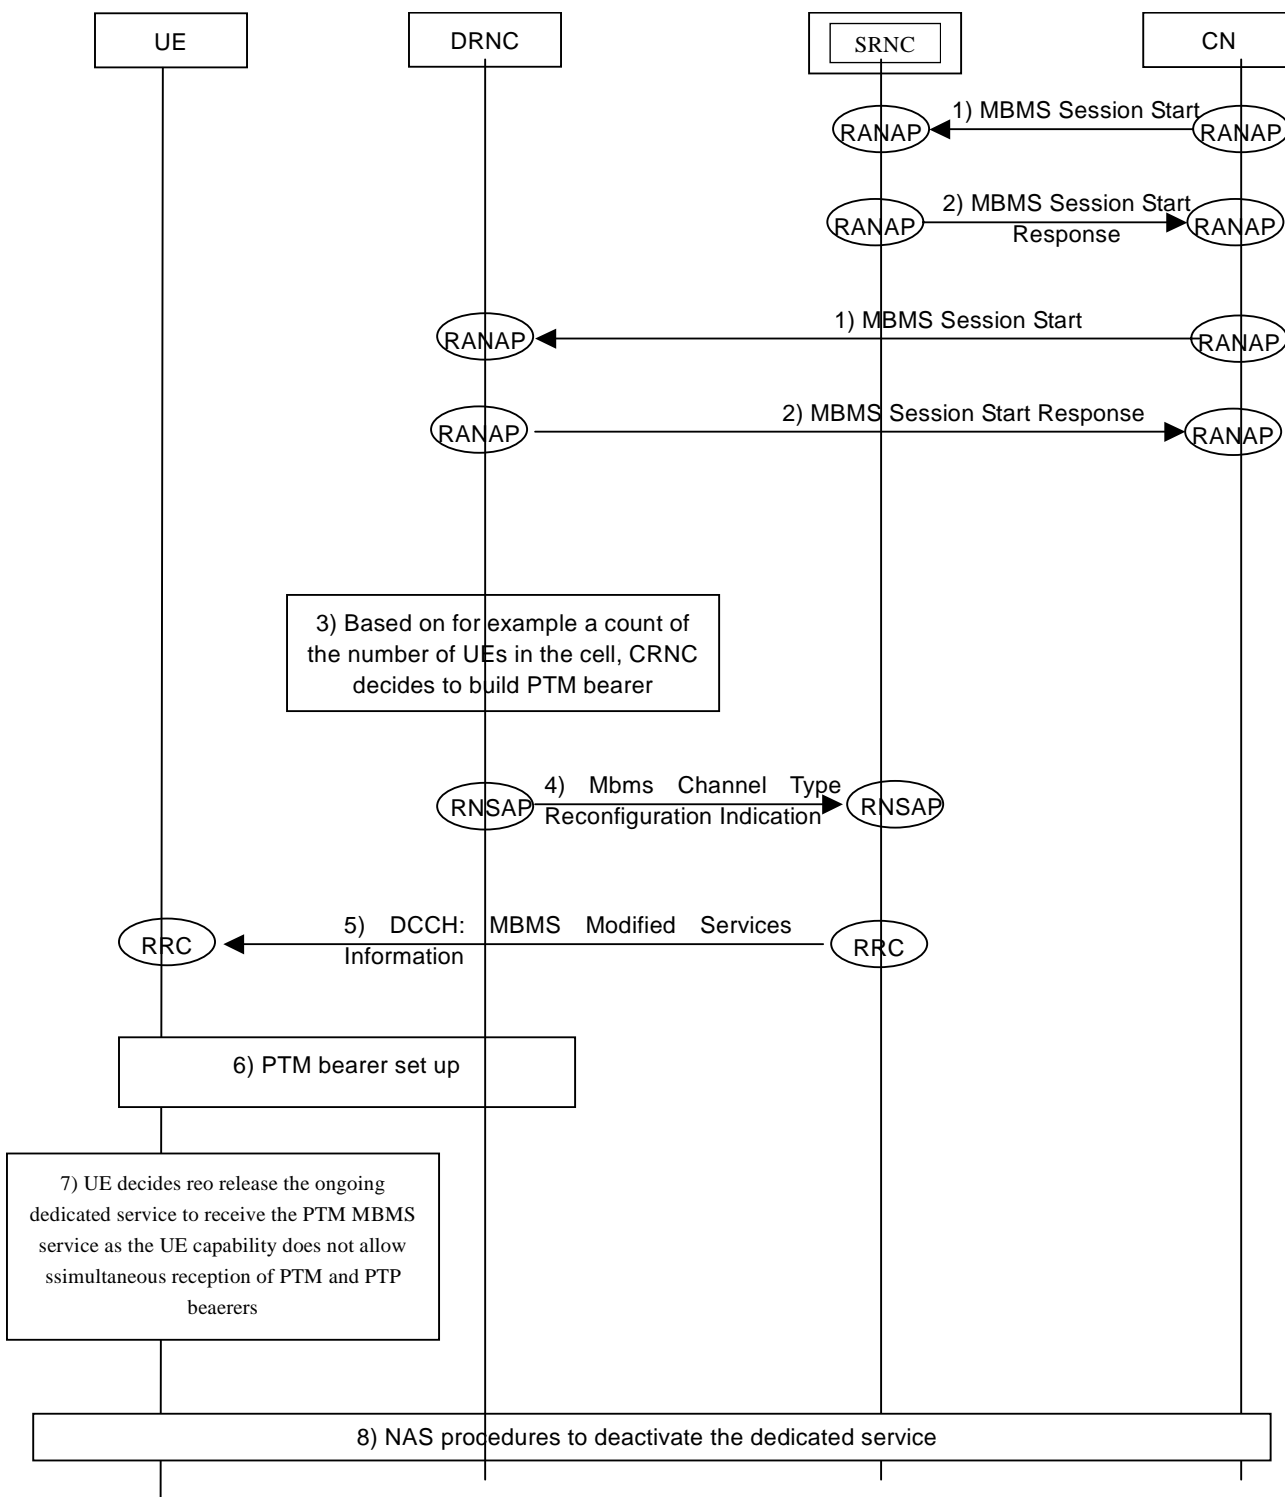 UE
DRNC
SRNC
CN
1) MBMS Session Start
RANAP
RANAP
2) MBMS Session Start
Response
RANAP
RANAP
1) MBMS Session Start
RANAP
RANAP
2) MBMS Session Start Response
RANAP
RANAP
3) Based on for example a count of
the number of UEs in the cell, CRNC
decides to build PTM bearer
4) Mbms Channel Type
Reconfiguration Indication
RNSAP
RNSAP
5) DCCH: MBMS Modified Services
Information
RRC
RRC
6) PTM bearer set up
7) UE decides reo release the ongoing
dedicated service to receive the PTM MBMS
service as the UE capability does not allow
ssimultaneous reception of PTM and PTP
beaerers
8) NAS procedures to deactivate the dedicated service